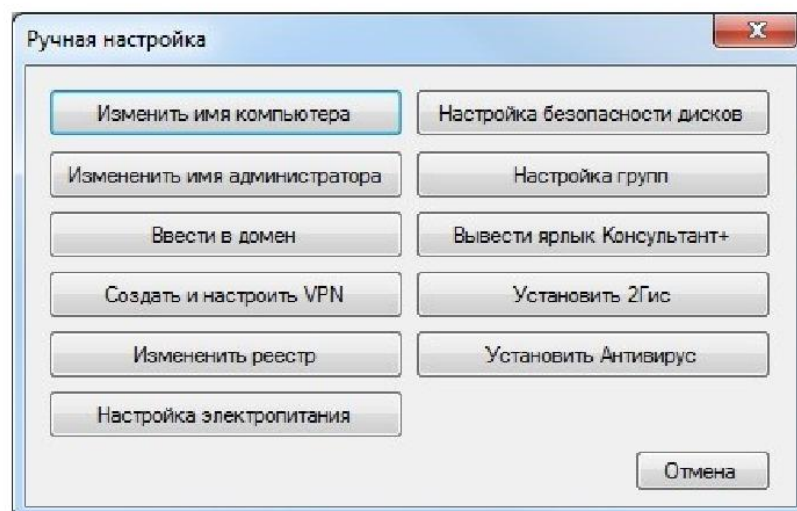 Ручная настройка
Изменить имя компьютера
Измененить имя администратора
Ввести в домен
Создать и настроить VPN
Измененить реестр
Настройка электропитания
Настройка безопасности дисков
Настройка групп
Вывести ярлык Консультант+
Установить 2Гис
Установить Антивирус
Отмена